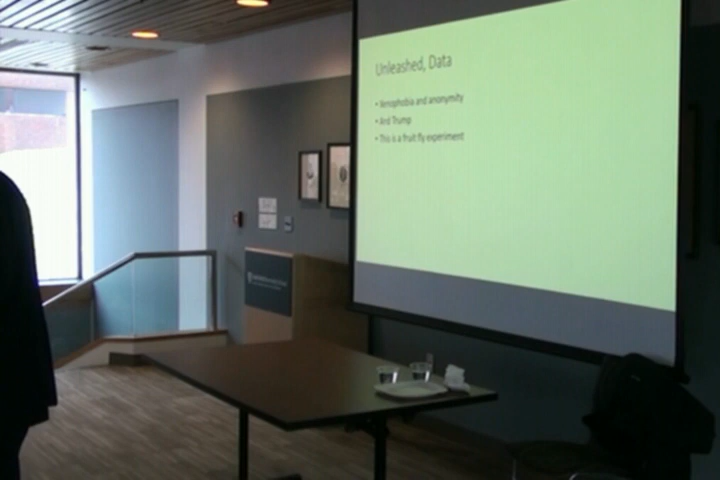 Unleashed, Data
• Xenophobia and anonymity
• And Trump
• This is a fruit fly experiment